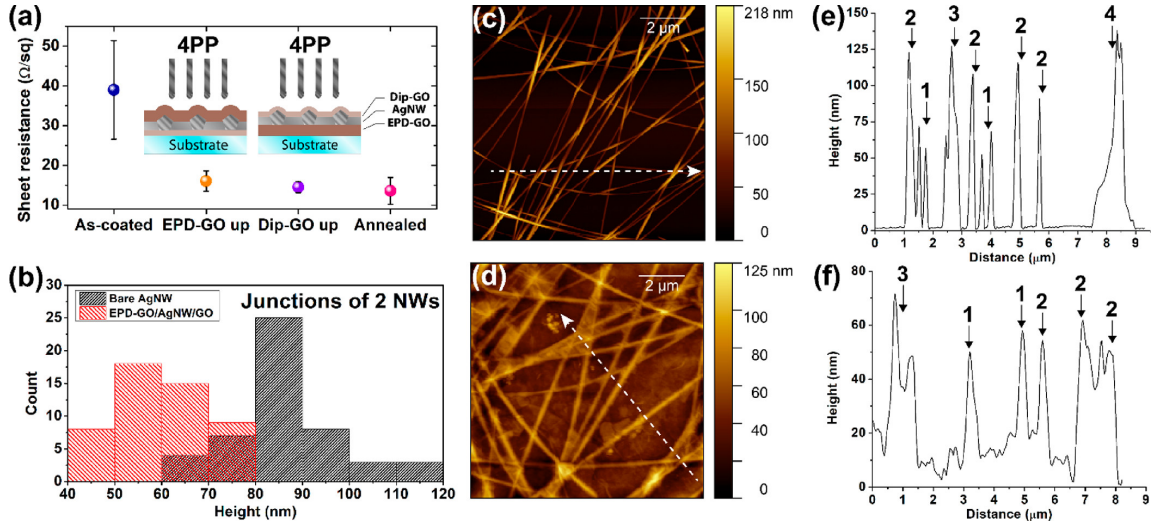 (a)
50
40
30
20
10
Sheet resistance (Ω/sq)
4PP
4PP
Dip-GO
AgNW
EPD-GO
Substrate
Substrate
As-coated
EPD-GO up
Dip-GO up
Annealed
(b)
Bare AgNW
EPD-GO/AgNW/GO
Junctions of 2 NWs
30
25
20
15
10
5
0
Count
40
50
60
70
80
90
100
110
120
Height (nm)
(c)
2 μm
218 nm
200
150
100
50
0
(d)
2 μm
125 nm
100
80
60
40
20
0
(e)
150
125
100
75
50
25
0
Height (nm)
2
1
3
2
1
2
2
4
0
1
2
3
4
5
6
7
8
9
Distance (μm)
(f)
80
60
40
20
0
Height (nm)
3
1
1
2
2
2
0
1
2
3
4
5
6
7
8
9
Distance (μm)